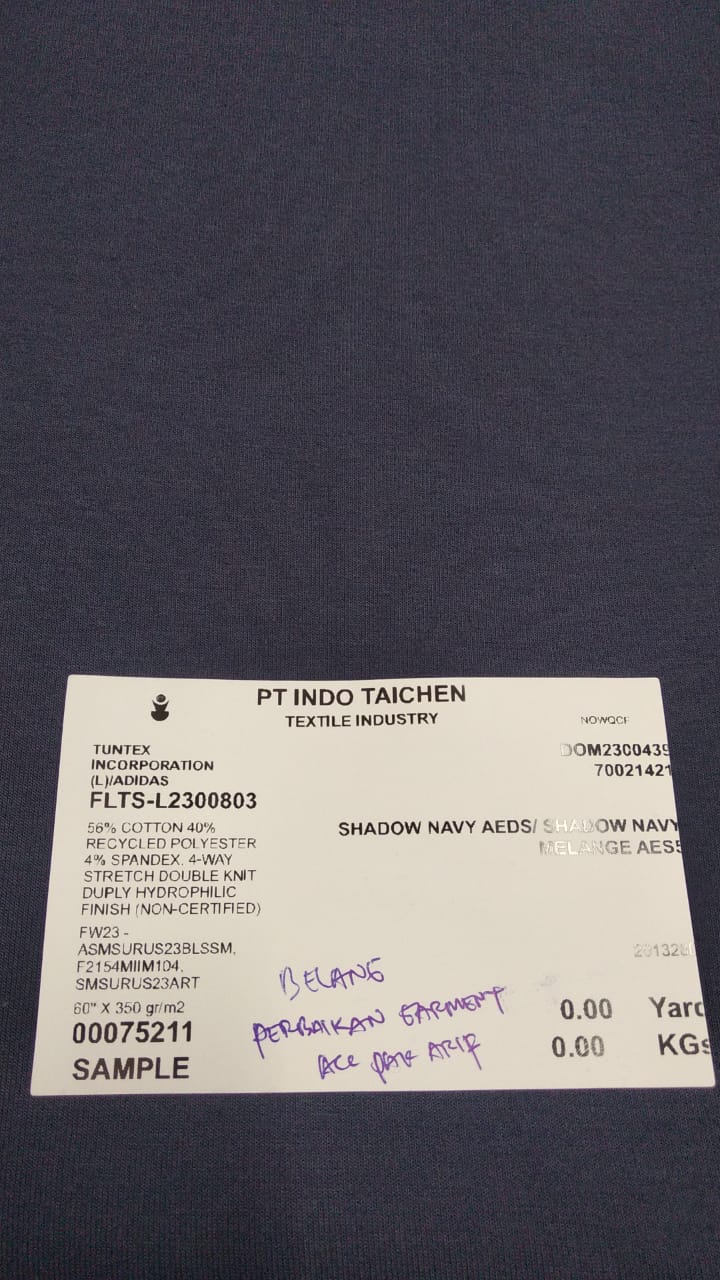 PT INDO TAICHEN
TEXTILE INDUSTRY
NOWQCF
TUNTEX
INCORPORATION
(L)/ADIDAS
FLTS-L2300803
DOM2300439
70021421
56% COTTON 40%
RECYCLED POLYESTER
4% SPANDEX, 4-WAY
STRETCH DOUBLE KNIT
DUPLY HYDROPHILIC
FINISH (NON-CERTIFIED)
SHADOW NAVY AEDS/ SHADOW NAVY
MELANGE AES5
FW23 -
ASMSURUS23BLSSM,
F2154MIIM104,
SMSURUS23ART
60" X 350 gr/m2
00075211
SAMPLE
BELANG
PERBAIKAN GARMENT
ACC PAK ARIF
0.00 Yard
0.00 KGs